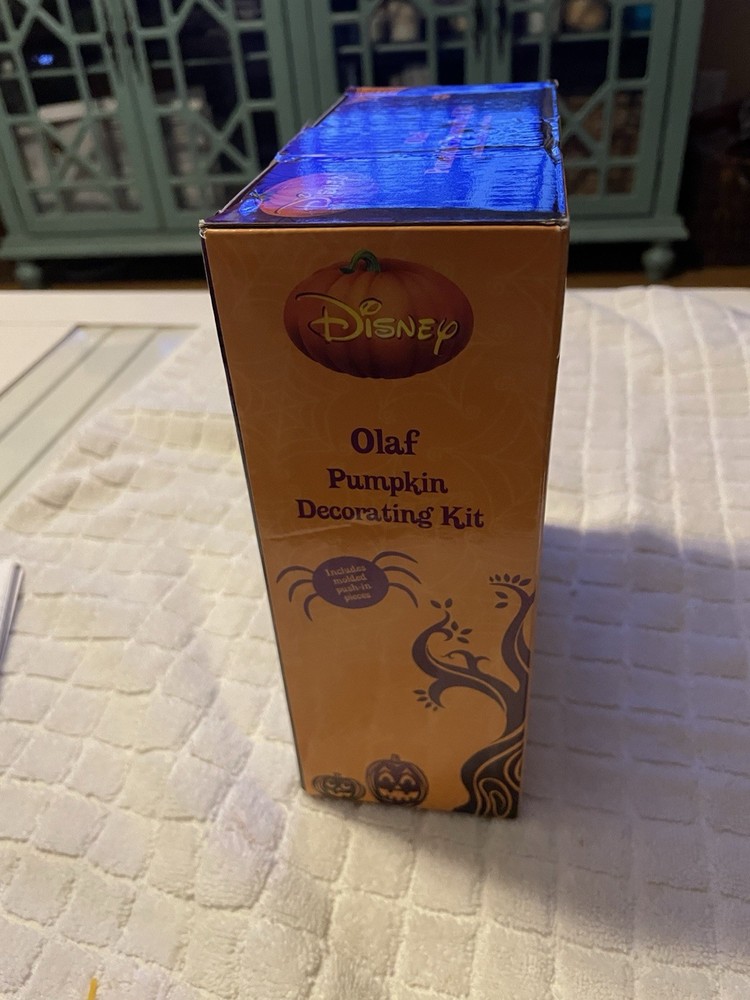 Disney
Olaf
Pumpkin
Decorating Kit
Includes
molded
push-in
pieces